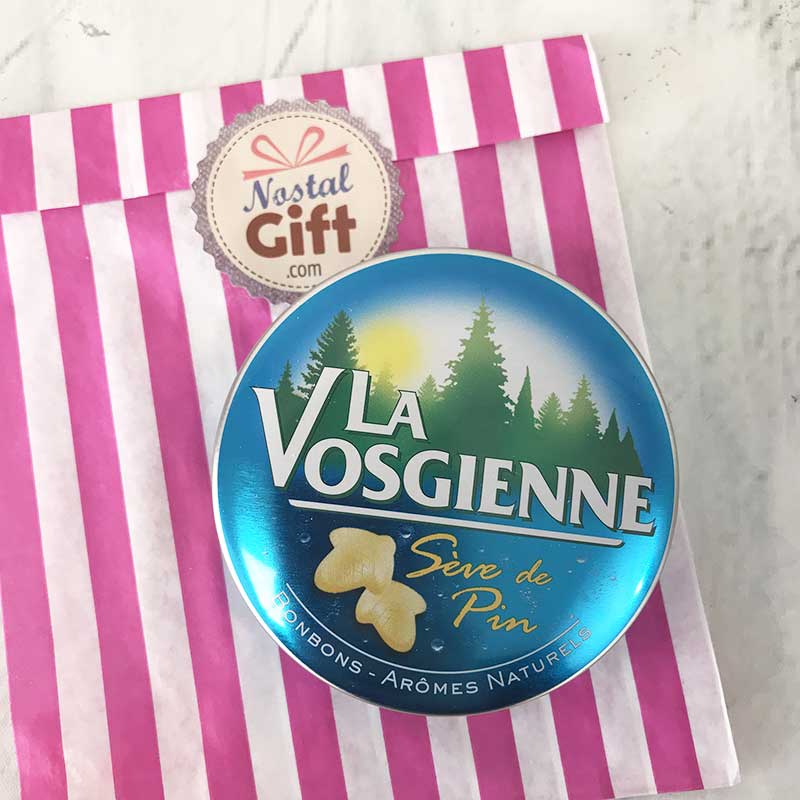 Nostal
Gift
.com
LA
VOSGIENNE
Sève de
Pin
BONBONS - ARÔMES NATURELS